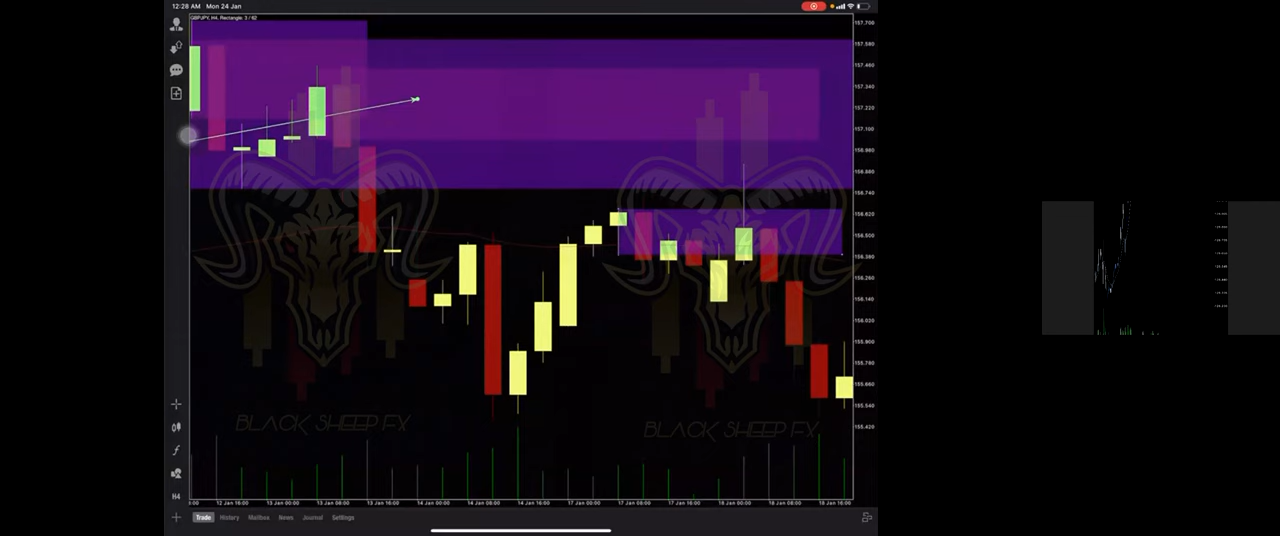 12:28 AM Mon 24 Jan
GBPJPY, H4, Rectangle: 3 / 62
157.700
157.580
157.460
157.340
157.220
157.100
156.980
156.860
156.740
156.620
156.500
156.380
156.260
156.140
156.020
155.900
155.780
155.660
155.540
155.420
BLACK SHEEP FX
BLACK SHEEP FX
12 Jan 16:00 13 Jan 00:00 13 Jan 08:00 13 Jan 16:00 14 Jan 00:00 14 Jan 08:00 14 Jan 16:00 17 Jan 00:00 17 Jan 08:00 17 Jan 16:00 18 Jan 00:00 18 Jan 08:00 18 Jan 16:00
H4
Trade History Mailbox News Journal Settings